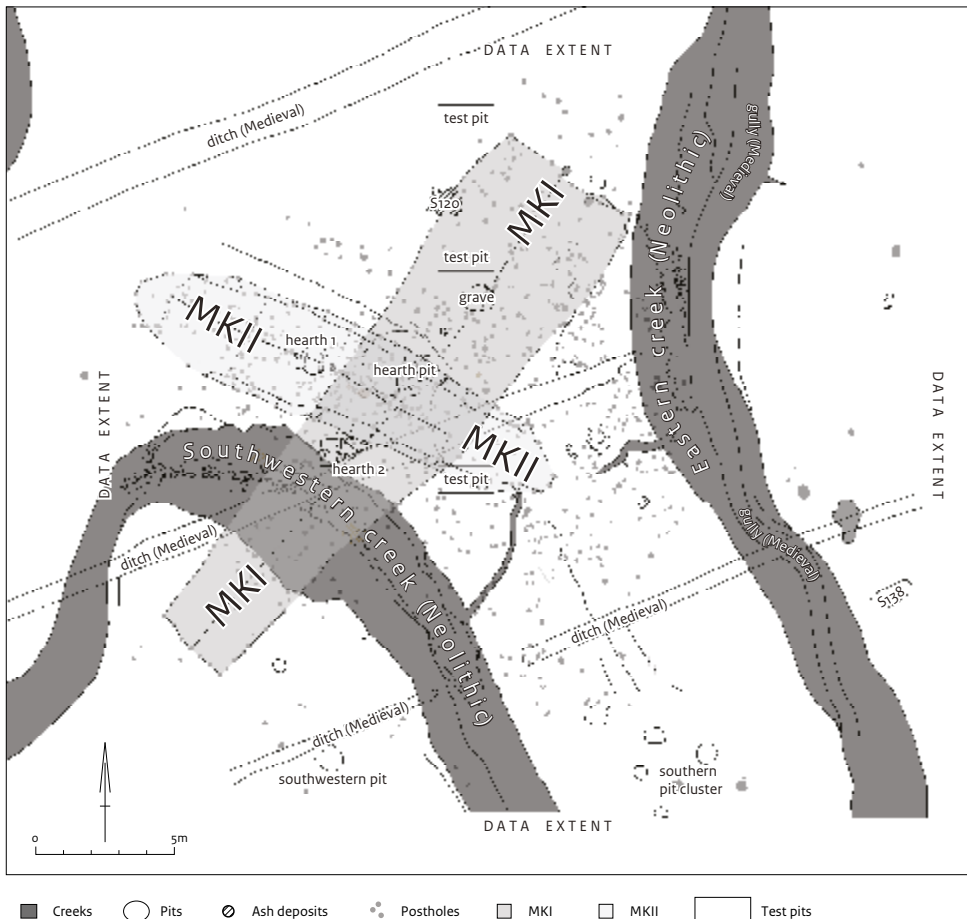 DATA EXTENT
ditch (Medieval)
test pit
gully (Medieval)
Eastern creek (Neolithic)
S120
MKI
test pit
grave
MKII
hearth 1
hearth pit
DATA EXTENT
DATA EXTENT
MKII
Southwestern creek (Neolithic)
hearth 2
test pit
ditch (Medieval)
gully (Medieval)
MKI
S138
ditch (Medieval)
ditch (Medieval)
southwestern pit
southern
pit cluster
DATA EXTENT
0 5m
Creeks Pits Ash deposits Postholes MKI MKII Test pits